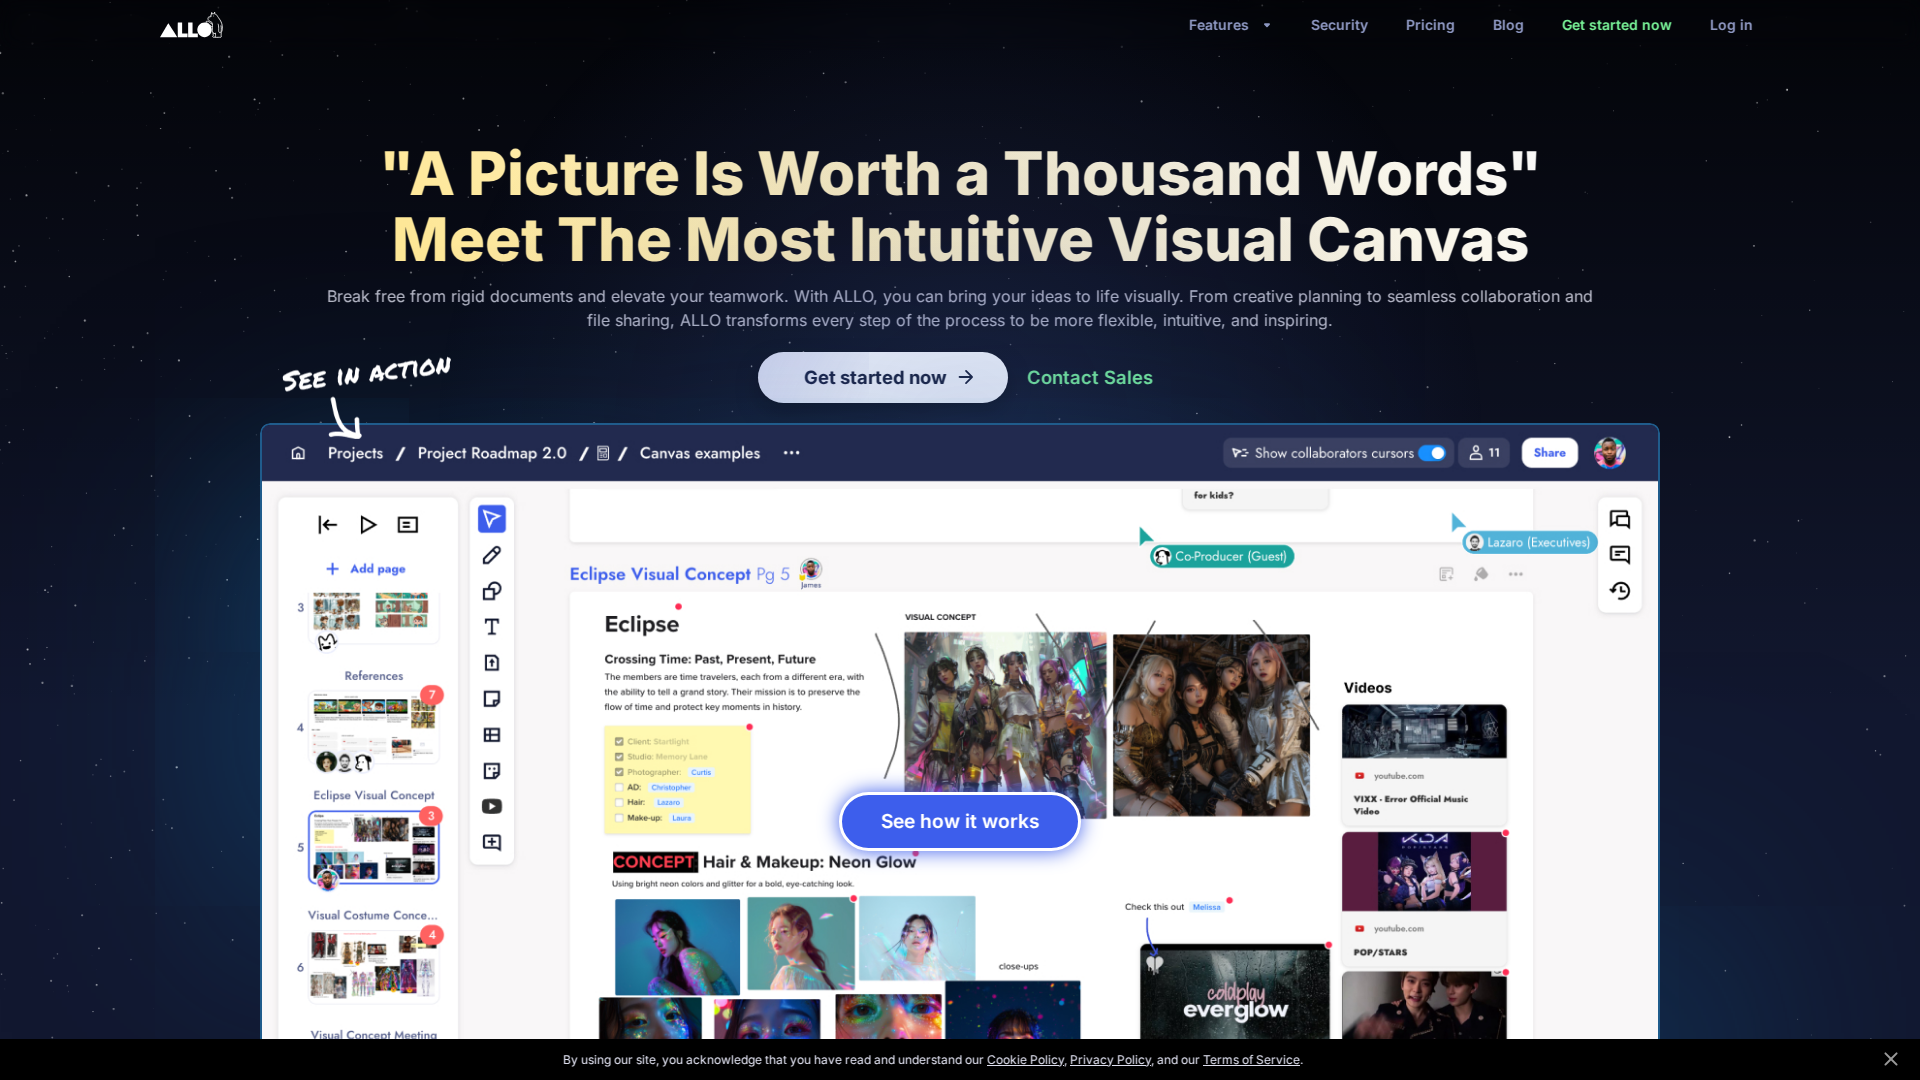 ALLO
Features
Security
Pricing
Blog
Get started now
Log in
"A Picture Is Worth a Thousand Words"
Meet The Most Intuitive Visual Canvas
Break free from rigid documents and elevate your teamwork. With ALLO, you can bring your ideas to life visually. From creative planning to seamless collaboration and
file sharing, ALLO transforms every step of the process to be more flexible, intuitive, and inspiring.
SEE IN ACTION
Get started now
Contact Sales
Projects / Project Roadmap 2.0 / / Canvas examples ...
Show collaborators cursors
11
Share
for kids?
Co-Producer (Guest)
Lazaro (Executives)
Add page
3
References
7
4
Eclipse Visual Concept
3
5
Visual Costume Conce...
4
6
Visual Concept Meeting
Eclipse Visual Concept Pg 5
James
Eclipse
Crossing Time: Past, Present, Future
The members are time travelers, each from a different era, with
the ability to tell a grand story. Their mission is to preserve the
flow of time and protect key moments in history.
Client: Startlight
Studio: Memory Lane
Photographer: Curtis
AD: Christopher
Hair: Lazaro
Make-up: Laura
VISUAL CONCEPT
See how it works
CONCEPT: Hair & Makeup: Neon Glow
Using bright neon colors and glitter for a bold, eye-catching look.
close-ups
Check this out Melissa
coldplay
everglow
Videos
youtube.com
VIXX - Error Official Music
Video
KDA
POP/STARS
youtube.com
POP/STARS
By using our site, you acknowledge that you have read and understand our Cookie Policy, Privacy Policy, and our Terms of Service.